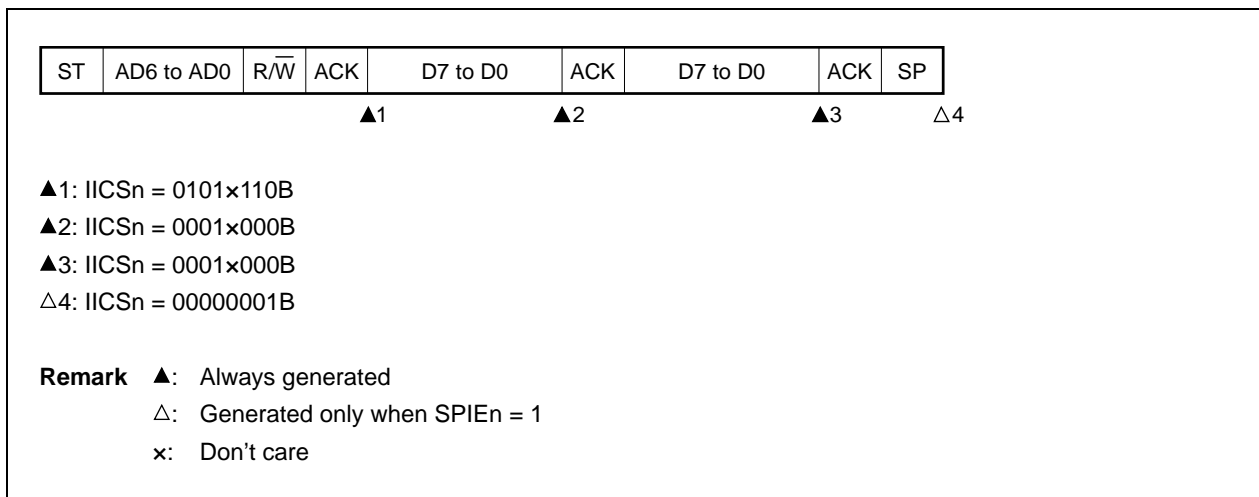 ST AD6 to AD0 R/W̅ ACK D7 to D0 ACK D7 to D0 ACK SP
▲1 ▲2 ▲3 △4
▲1: IICSn = 0101×110B
▲2: IICSn = 0001×000B
▲3: IICSn = 0001×000B
△4: IICSn = 00000001B
Remark ▲: Always generated
△: Generated only when SPIEn = 1
×: Don't care